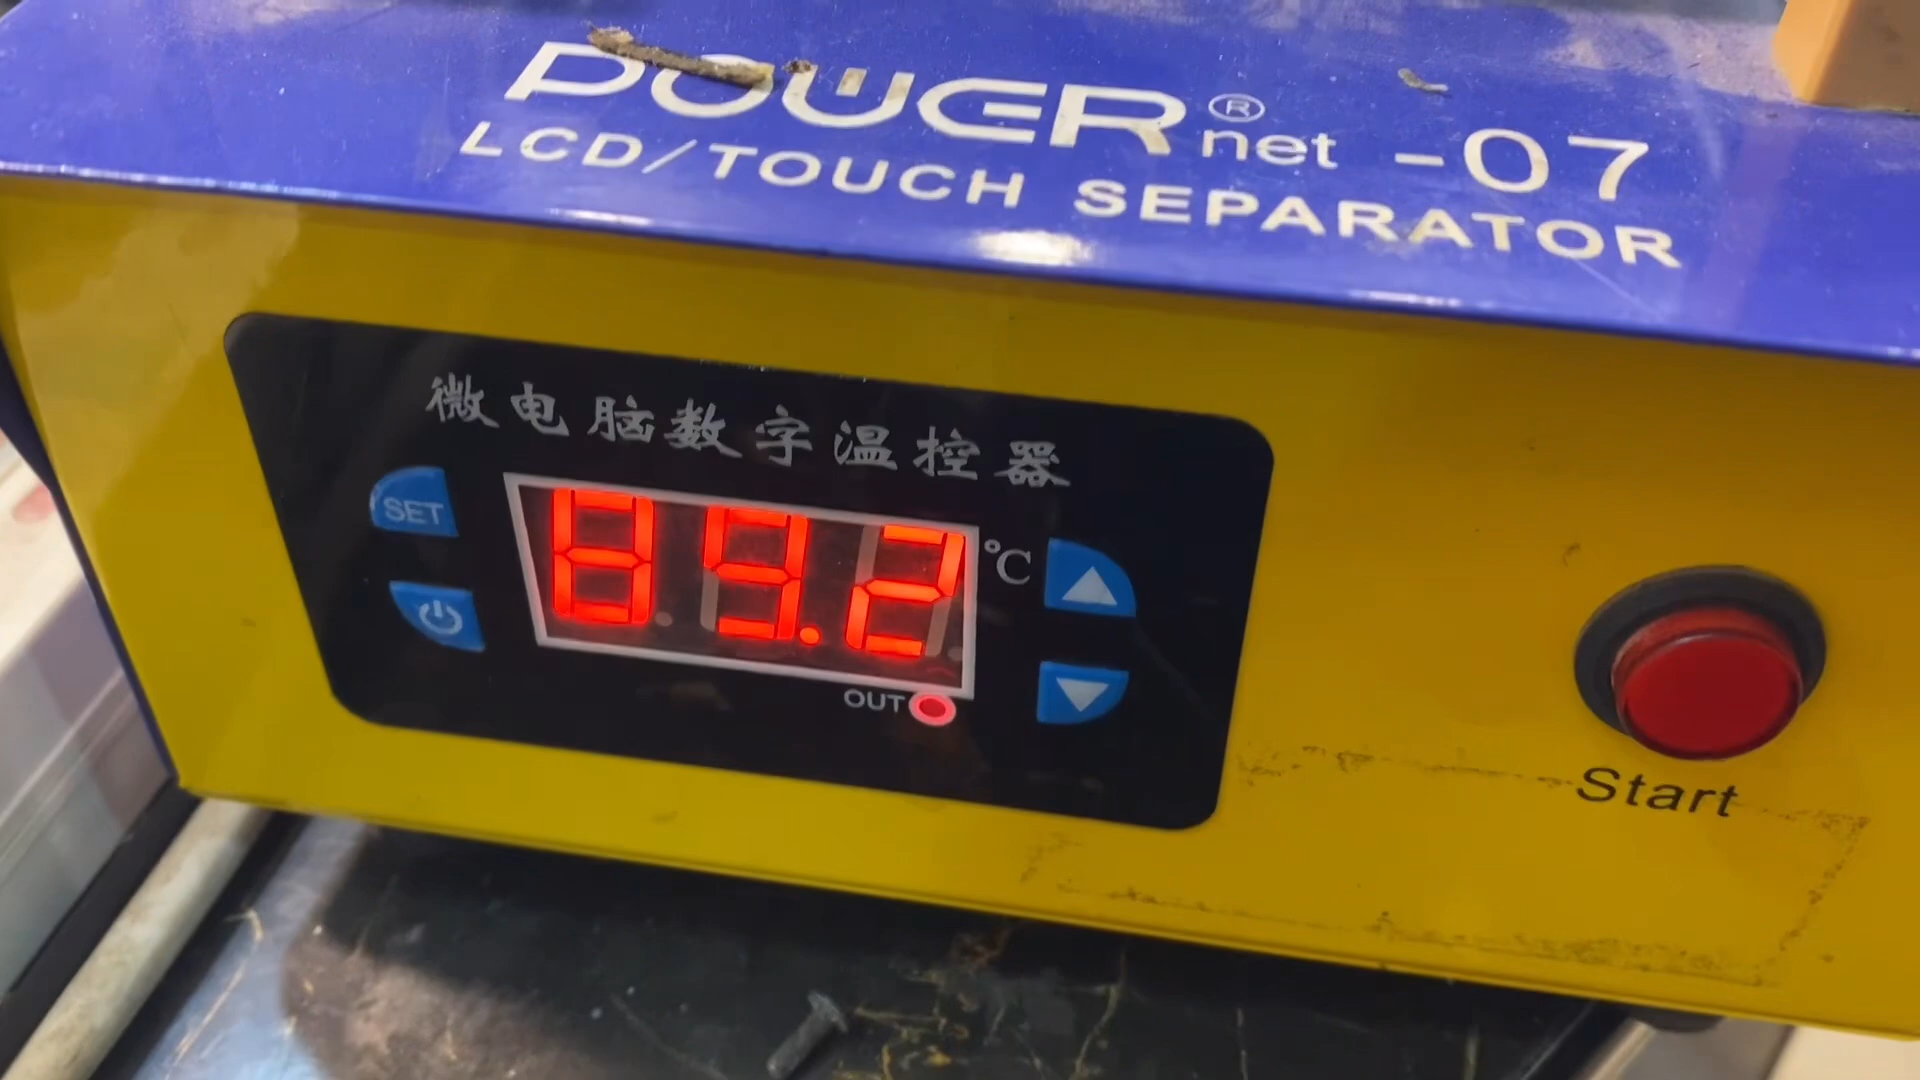 POWER® net -07
LCD/TOUCH SEPARATOR
微电脑数字温控器
SET
89.2
℃
OUT
Start